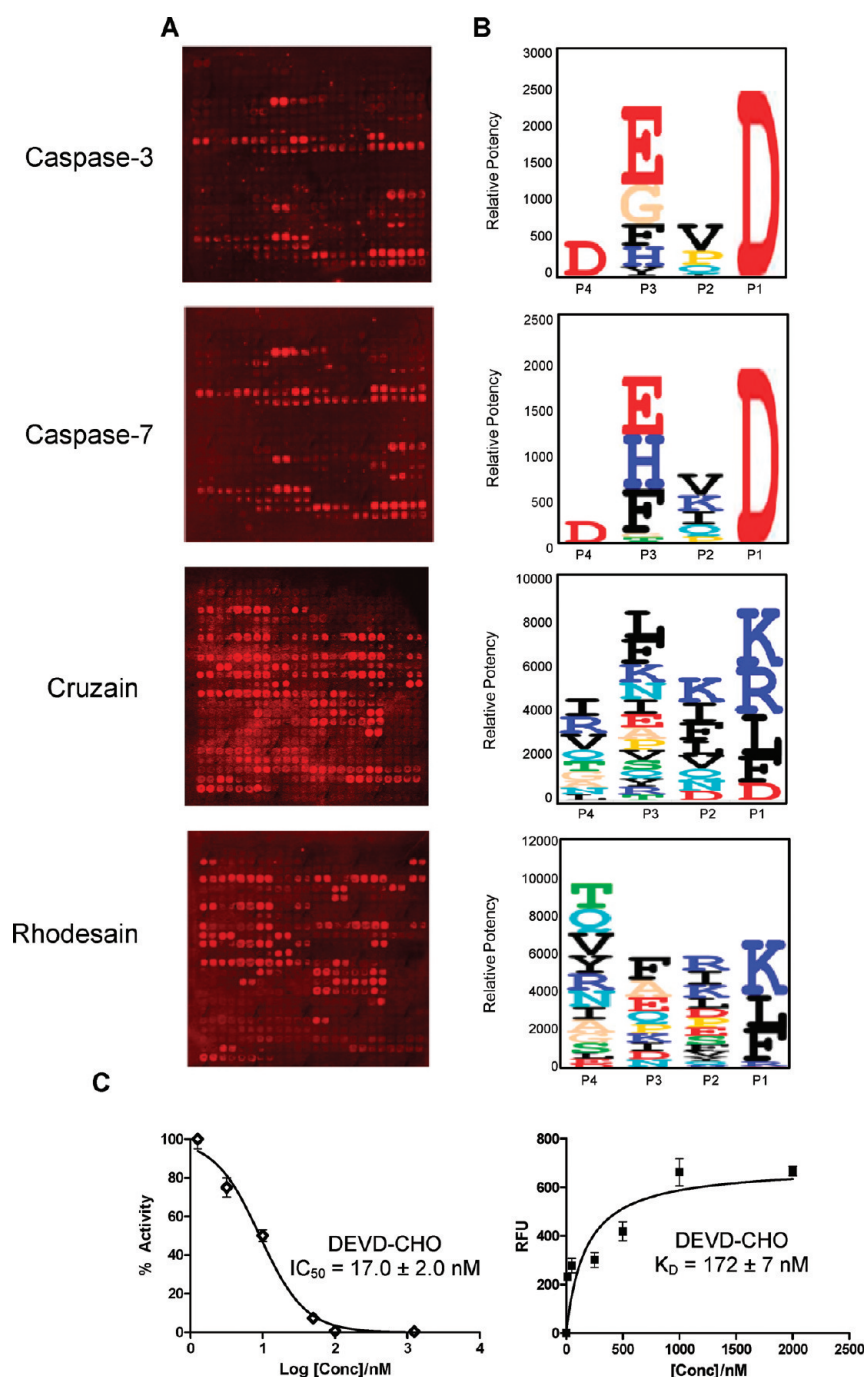 A
B
Caspase-3
Relative Potency
3000
2500
2000
1500
1000
500
0
D
E
G
F
H
V
P
D
P4
P3
P2
P1
Caspase-7
Relative Potency
2500
2000
1500
1000
500
0
D
E
H
F
V
K
I
D
P4
P3
P2
P1
Cruzain
Relative Potency
10000
8000
6000
4000
2000
0
I
R
V
T
L
F
K
N
I
E
A
P
V
S
K
I
F
L
V
N
D
K
R
L
F
D
P4
P3
P2
P1
Rhodesain
Relative Potency
12000
10000
8000
6000
4000
2000
0
T
Q
V
Y
R
N
I
A
G
S
F
A
E
Q
P
K
I
D
N
R
I
K
L
D
P
E
S
K
L
F
P4
P3
P2
P1
C
% Activity
100
80
60
40
20
0
DEVD-CHO
IC50 = 17.0 ± 2.0 nM
0
1
2
3
4
Log [Conc]/nM
RFU
800
600
400
200
0
DEVD-CHO
KD = 172 ± 7 nM
0
500
1000
1500
2000
2500
[Conc]/nM